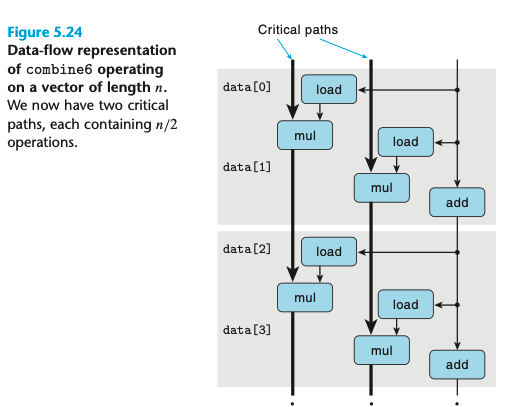 Figure 5.24
Data-flow representation
of combine6 operating
on a vector of length n.
We now have two critical
paths, each containing n/2
operations.
Critical paths
data[0]
load
mul
load
data[1]
mul
add
data[2]
load
mul
load
data[3]
mul
add